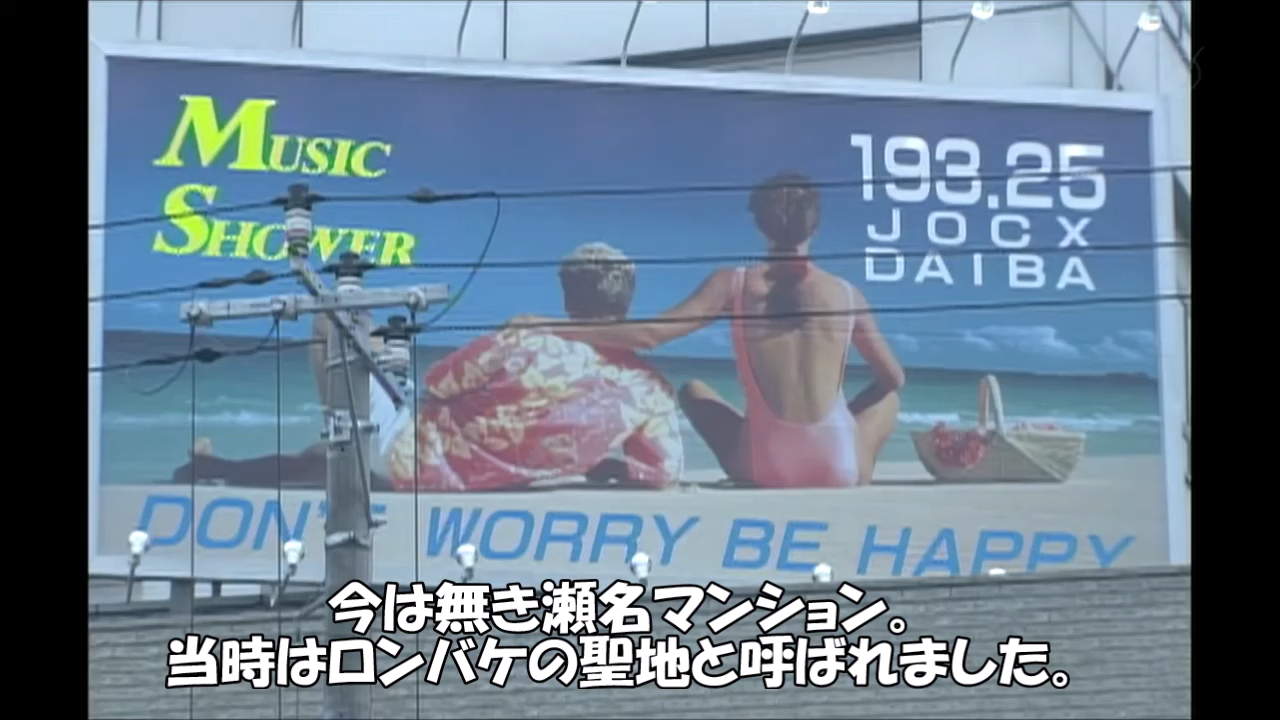 MUSIC
SHOWER
193.25
JOCX
DAIBA
DON'T WORRY BE HAPPY
今は無き瀬名マンション。
当時はロンバケの聖地と呼ばれました。